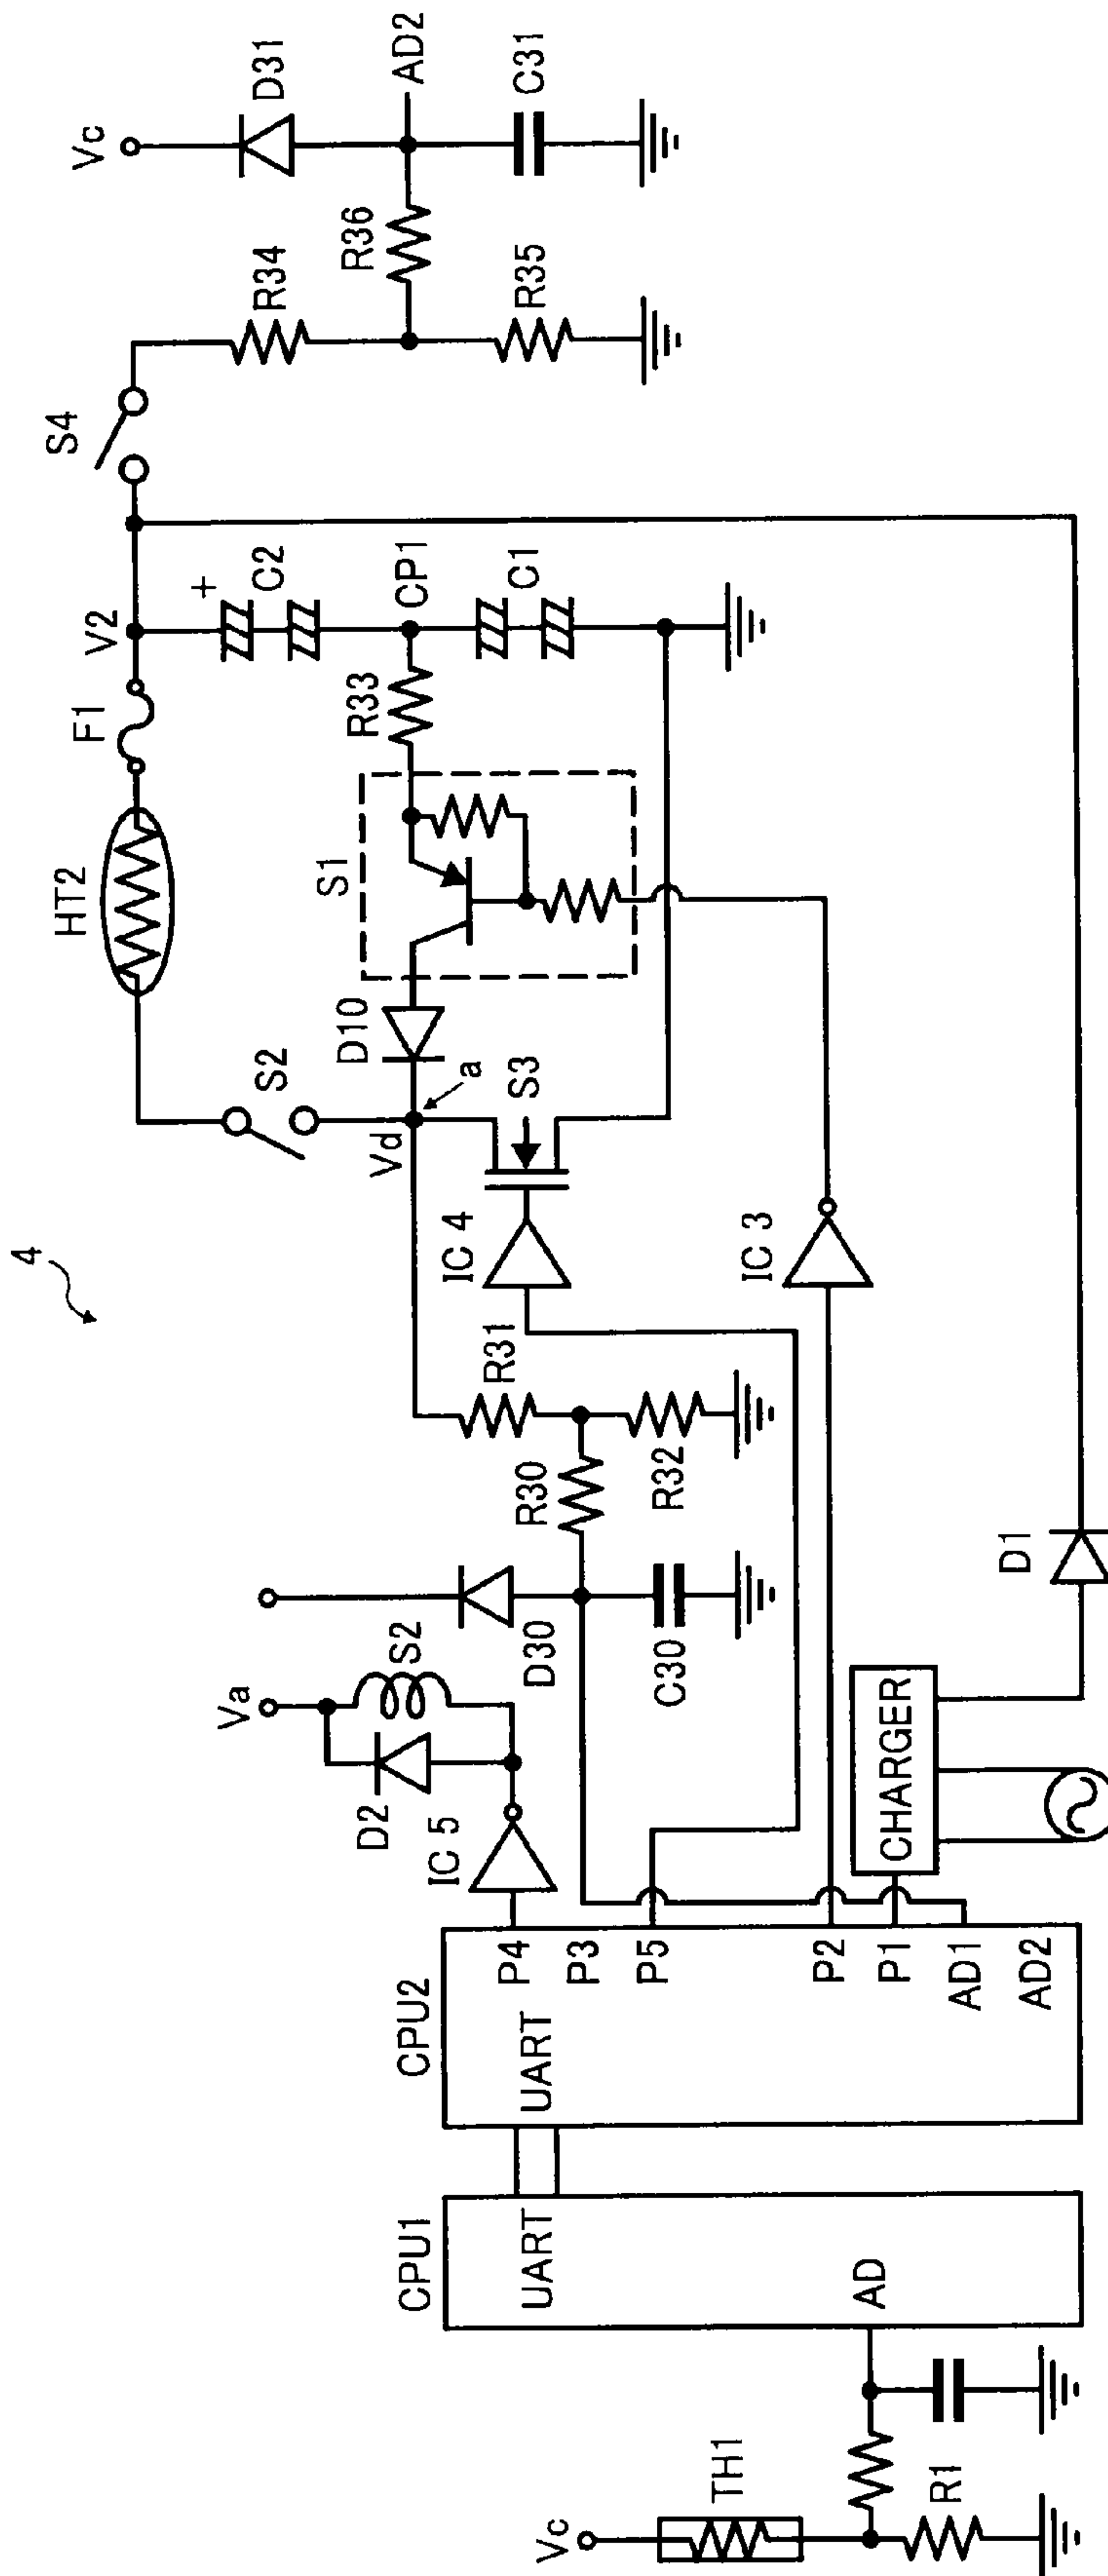 4
Vc
TH1
R1
CPU1
UART
AD
CPU2
UART
P4
P3
P5
P2
P1
AD1
AD2
IC 5
D2
Va
S2
D30
C30
R30
R31
R32
CHARGER
D1
IC 4
IC 3
Vd
a
S2
S3
D10
S1
HT2
F1
V2
R33
+
C2
CP1
C1
S4
R34
R36
R35
Vc
D31
AD2
C31